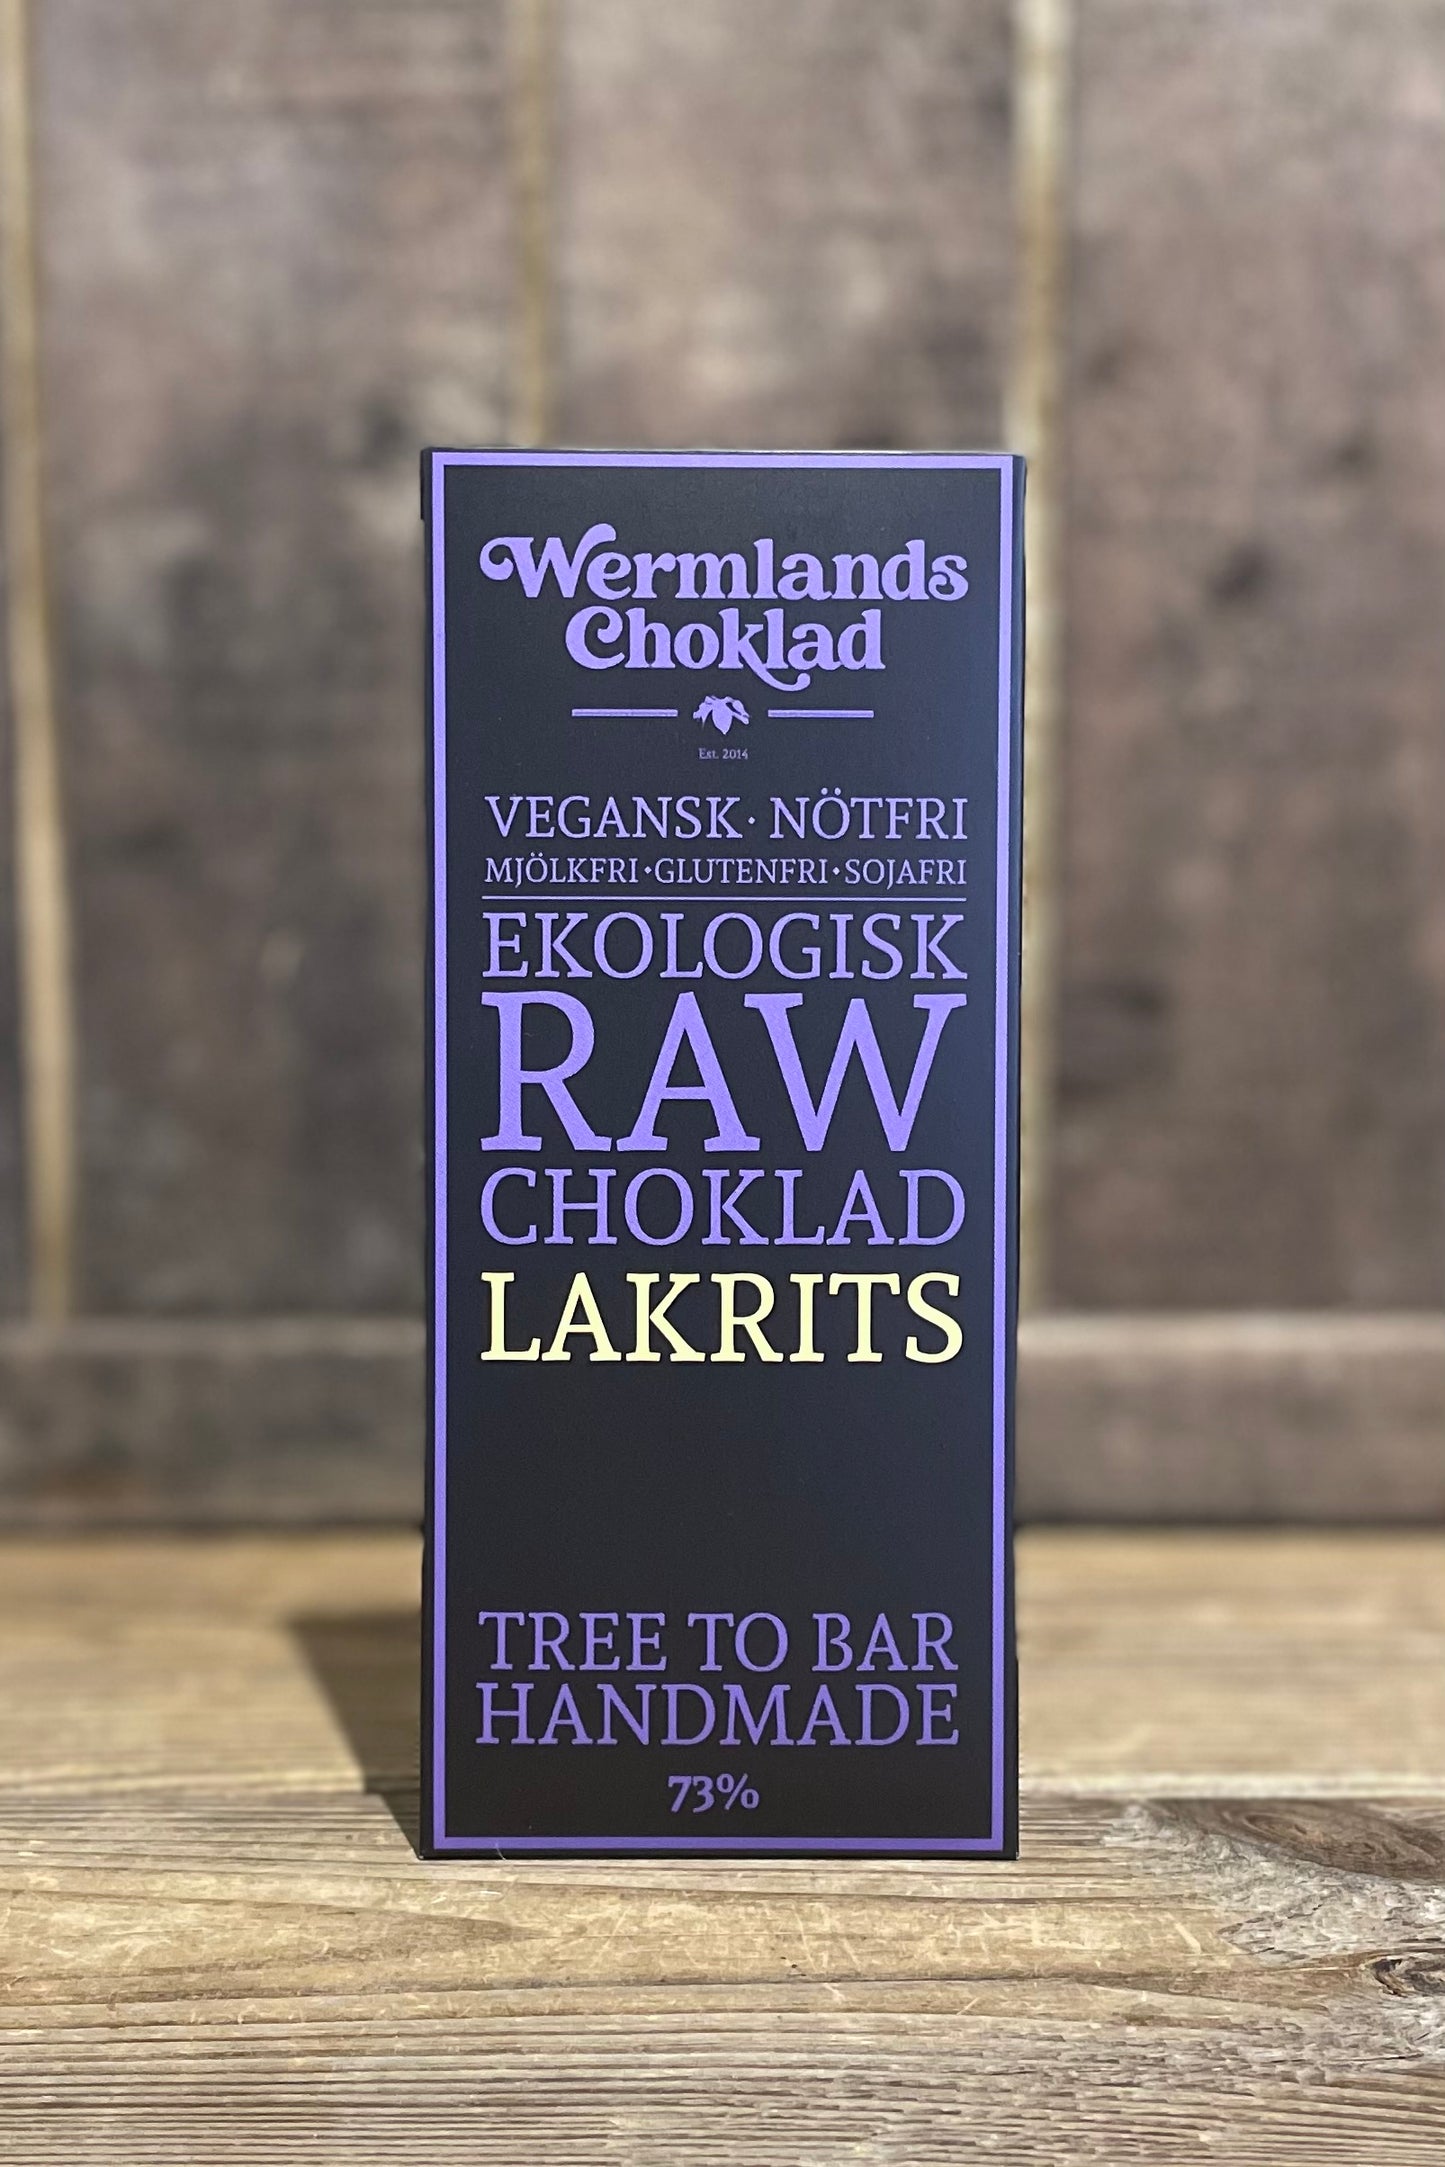 Wermlands
Choklad
Est. 2014
VEGANSK · NÖTFRI
MJÖLKFRI • GLUTENFRI • SOJAFRI
EKOLOGISK
RAW
CHOKLAD
LAKRITS
TREE TO BAR
HANDMADE
73%